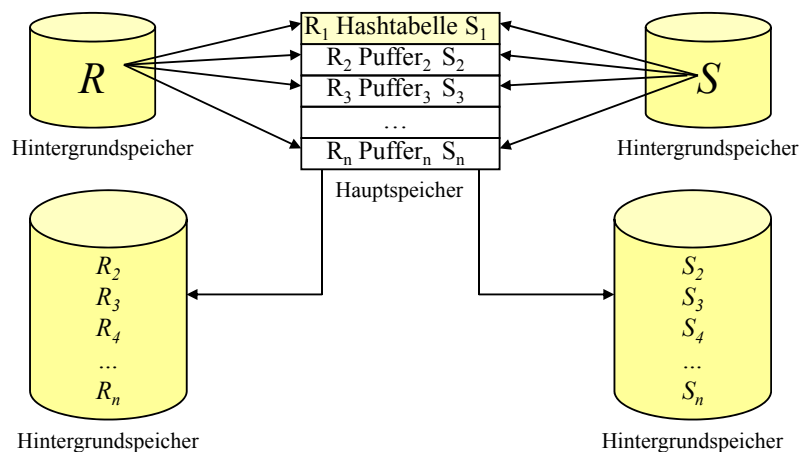 R
Hintergrundspeicher
R₁ Hashtabelle S₁
R₂ Puffer₂ S₂
R₃ Puffer₃ S₃
…
Rₙ Pufferₙ Sₙ
Hauptspeicher
S
Hintergrundspeicher
R₂
R₃
R₄
...
Rₙ
Hintergrundspeicher
S₂
S₃
S₄
...
Sₙ
Hintergrundspeicher